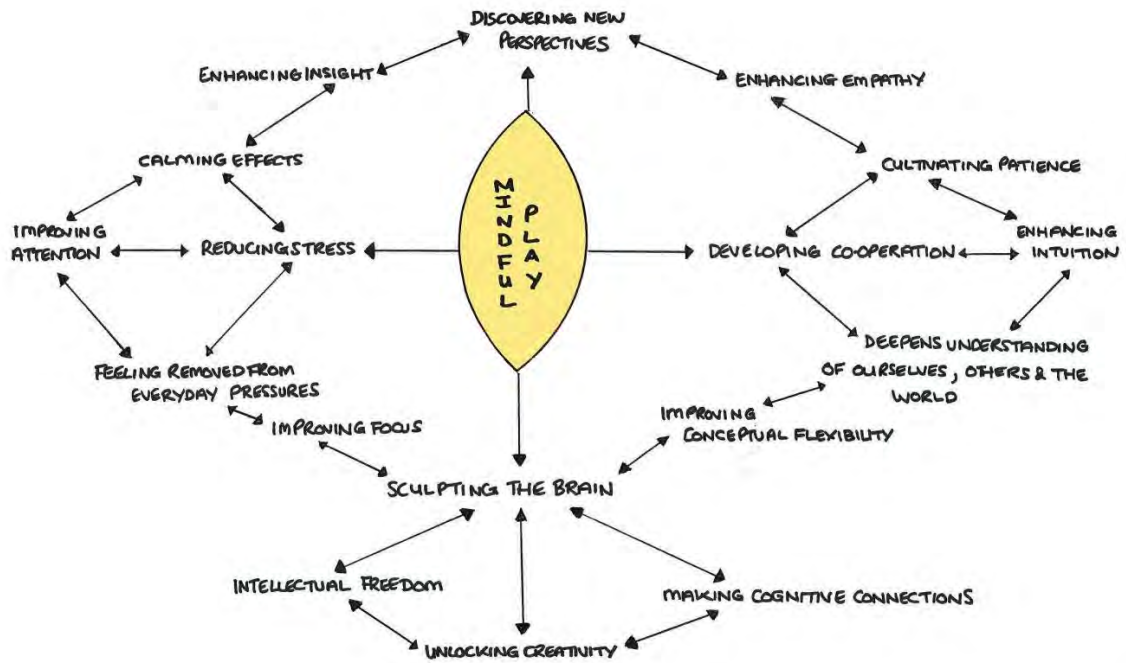 DISCOVERING NEW
PERSPECTIVES
ENHANCING INSIGHT
ENHANCING EMPATHY
CALMING EFFECTS
CULTIVATING PATIENCE
MINDFUL
PLAY
IMPROVING
ATTENTION
REDUCING STRESS
DEVELOPING CO-OPERATION
ENHANCING
INTUITION
FEELING REMOVED FROM
EVERYDAY PRESSURES
DEEPENS UNDERSTANDING
OF OURSELVES, OTHERS & THE
WORLD
IMPROVING FOCUS
IMPROVING
CONCEPTUAL FLEXIBILITY
SCULPTING THE BRAIN
INTELLECTUAL FREEDOM
MAKING COGNITIVE CONNECTIONS
UNLOCKING CREATIVITY